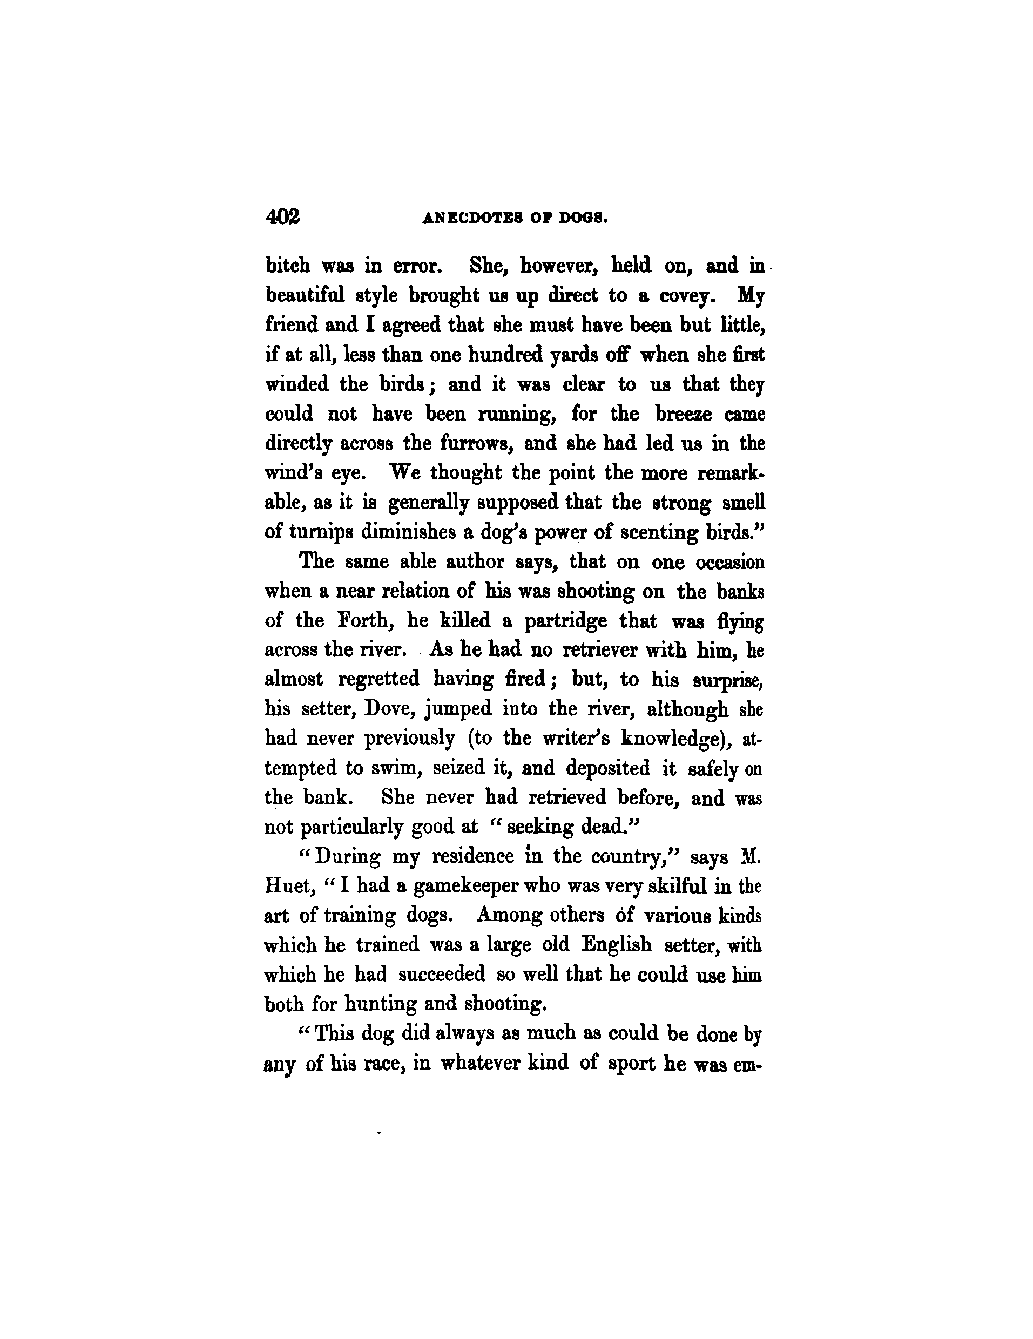 402 ANECDOTES OF DOGS.
bitch was in error. She, however, held on, and in
beautiful style brought us up direct to a covey. My
friend and I agreed that she must have been but little,
if at all, less than one hundred yards off when she first
winded the birds; and it was clear to us that they
could not have been running, for the breeze came
directly across the furrows, and she had led us in the
wind's eye. We thought the point the more remark-
able, as it is generally supposed that the strong smell
of turnips diminishes a dog's power of scenting birds."
The same able author says, that on one occasion
when a near relation of his was shooting on the banks
of the Forth, he killed a partridge that was flying
across the river. As he had no retriever with him, he
almost regretted having fired; but, to his surprise,
his setter, Dove, jumped into the river, although she
had never previously (to the writer's knowledge), at-
tempted to swim, seized it, and deposited it safely on
the bank. She never had retrieved before, and was
not particularly good at "seeking dead."
"During my residence in the country," says M.
Huet, "I had a gamekeeper who was very skilful in the
art of training dogs. Among others of various kinds
which he trained was a large old English setter, with
which he had succeeded so well that he could use him
both for hunting and shooting.
"This dog did always as much as could be done by
any of his race, in whatever kind of sport he was em-